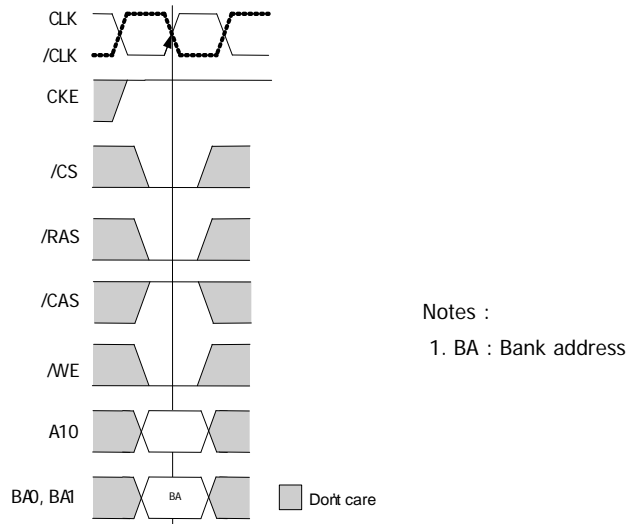 CLK
/CLK
CKE
/CS
/RAS
/CAS
/WE
A10
BA0, BA1
BA
Don't care
Notes :
1. BA : Bank address